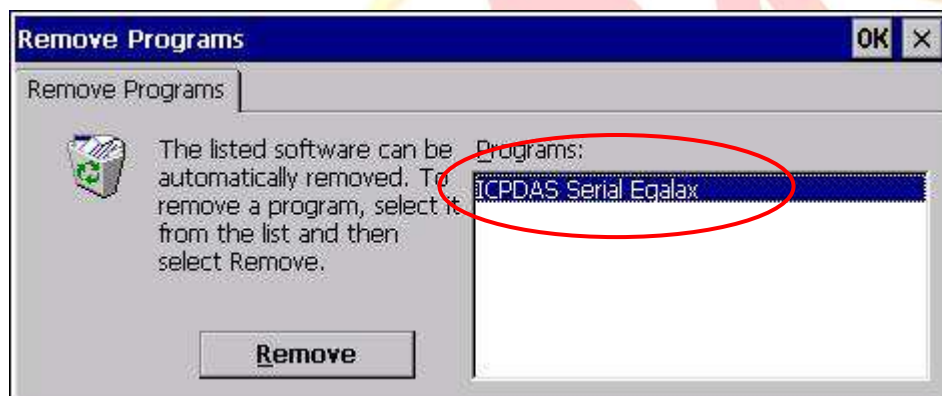 Remove Programs OK ×
Remove Programs
The listed software can be
automatically removed. To
remove a program, select it
from the list and then
select Remove.
Programs:
ICPDAS Serial Egalax
Remove